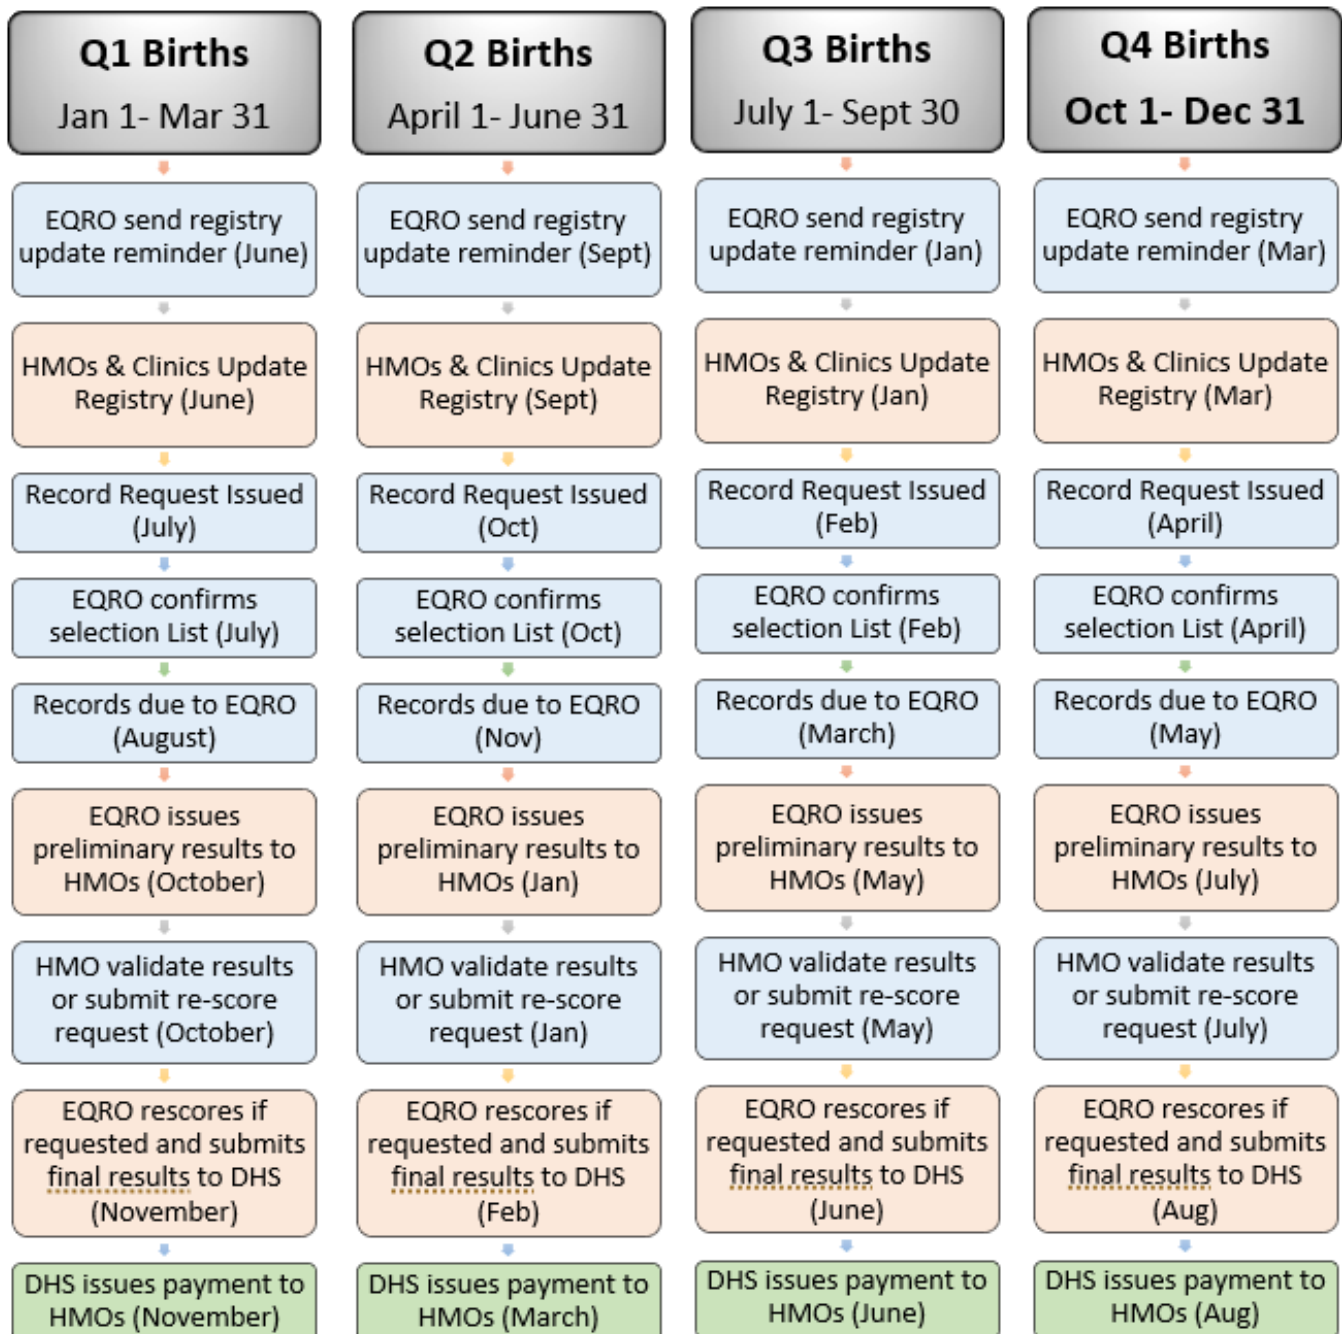 Q1 Births
Jan 1- Mar 31
EQRO send registry
update reminder (June)
HMOs & Clinics Update
Registry (June)
Record Request Issued
(July)
EQRO confirms
selection List (July)
Records due to EQRO
(August)
EQRO issues
preliminary results to
HMOs (October)
HMO validate results
or submit re-score
request (October)
EQRO rescores if
requested and submits
final results to DHS
(November)
DHS issues payment to
HMOs (November)
Q2 Births
April 1- June 31
EQRO send registry
update reminder (Sept)
HMOs & Clinics Update
Registry (Sept)
Record Request Issued
(Oct)
EQRO confirms
selection List (Oct)
Records due to EQRO
(Nov)
EQRO issues
preliminary results to
HMOs (Jan)
HMO validate results
or submit re-score
request (Jan)
EQRO rescores if
requested and submits
final results to DHS
(Feb)
DHS issues payment to
HMOs (March)
Q3 Births
July 1- Sept 30
EQRO send registry
update reminder (Jan)
HMOs & Clinics Update
Registry (Jan)
Record Request Issued
(Feb)
EQRO confirms
selection List (Feb)
Records due to EQRO
(March)
EQRO issues
preliminary results to
HMOs (May)
HMO validate results
or submit re-score
request (May)
EQRO rescores if
requested and submits
final results to DHS
(June)
DHS issues payment to
HMOs (June)
Q4 Births
Oct 1- Dec 31
EQRO send registry
update reminder (Mar)
HMOs & Clinics Update
Registry (Mar)
Record Request Issued
(April)
EQRO confirms
selection List (April)
Records due to EQRO
(May)
EQRO issues
preliminary results to
HMOs (July)
HMO validate results
or submit re-score
request (July)
EQRO rescores if
requested and submits
final results to DHS
(Aug)
DHS issues payment to
HMOs (Aug)